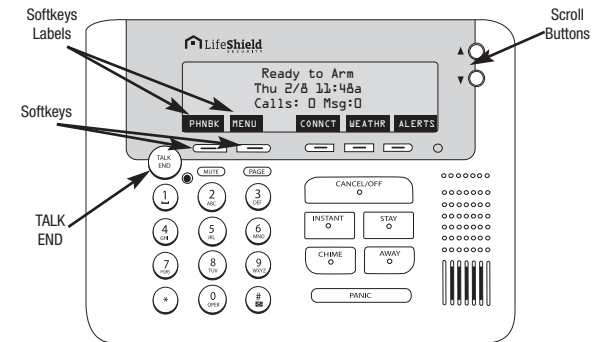 Softkeys
Labels
Scroll
Buttons
LifeShield
SECURITY
Ready to Arm
Thu 2/8 11:48a
Calls: 0 Msg:0
PHNBK MENU CONNCT WEATHR ALERTS
Softkeys
TALK
END
MUTE PAGE
1 2 ABC 3 DEF
CANCEL/OFF
TALK
END
4 GHI 5 JKL 6 MNO
INSTANT STAY
7 PQRS 8 TUV 9 WXYZ
CHIME AWAY
* 0 OPER #
PANIC